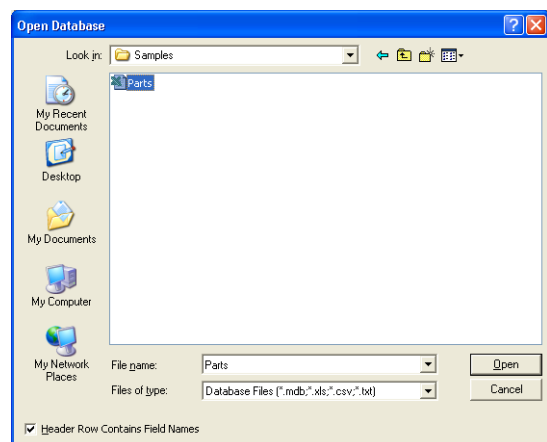 Open Database
Look in: Samples
Parts
My Recent
Documents
Desktop
My Documents
My Computer
My Network
Places
File name: Parts Open
Files of type: Database Files (*.mdb;*.xls;*.csv;*.txt) Cancel
Header Row Contains Field Names